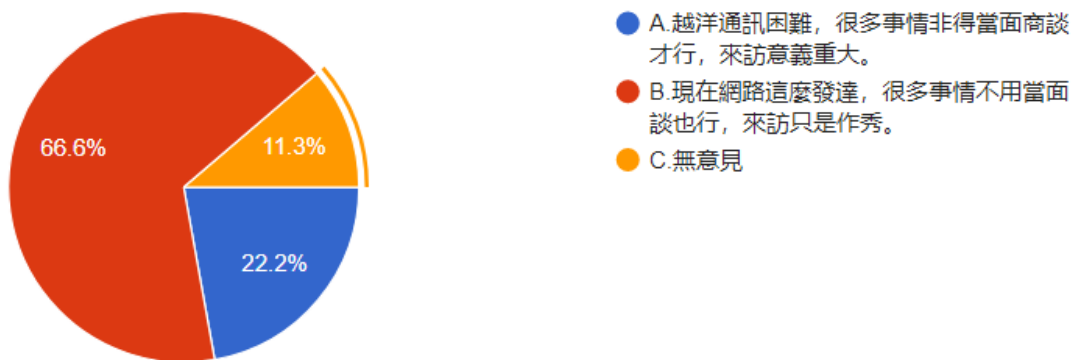 66.6%
11.3%
22.2%
A.越洋通訊困難，很多事情非得當面商談
才行，來訪意義重大。
B.現在網路這麼發達，很多事情不用當面
談也行，來訪只是作秀。
C.無意見